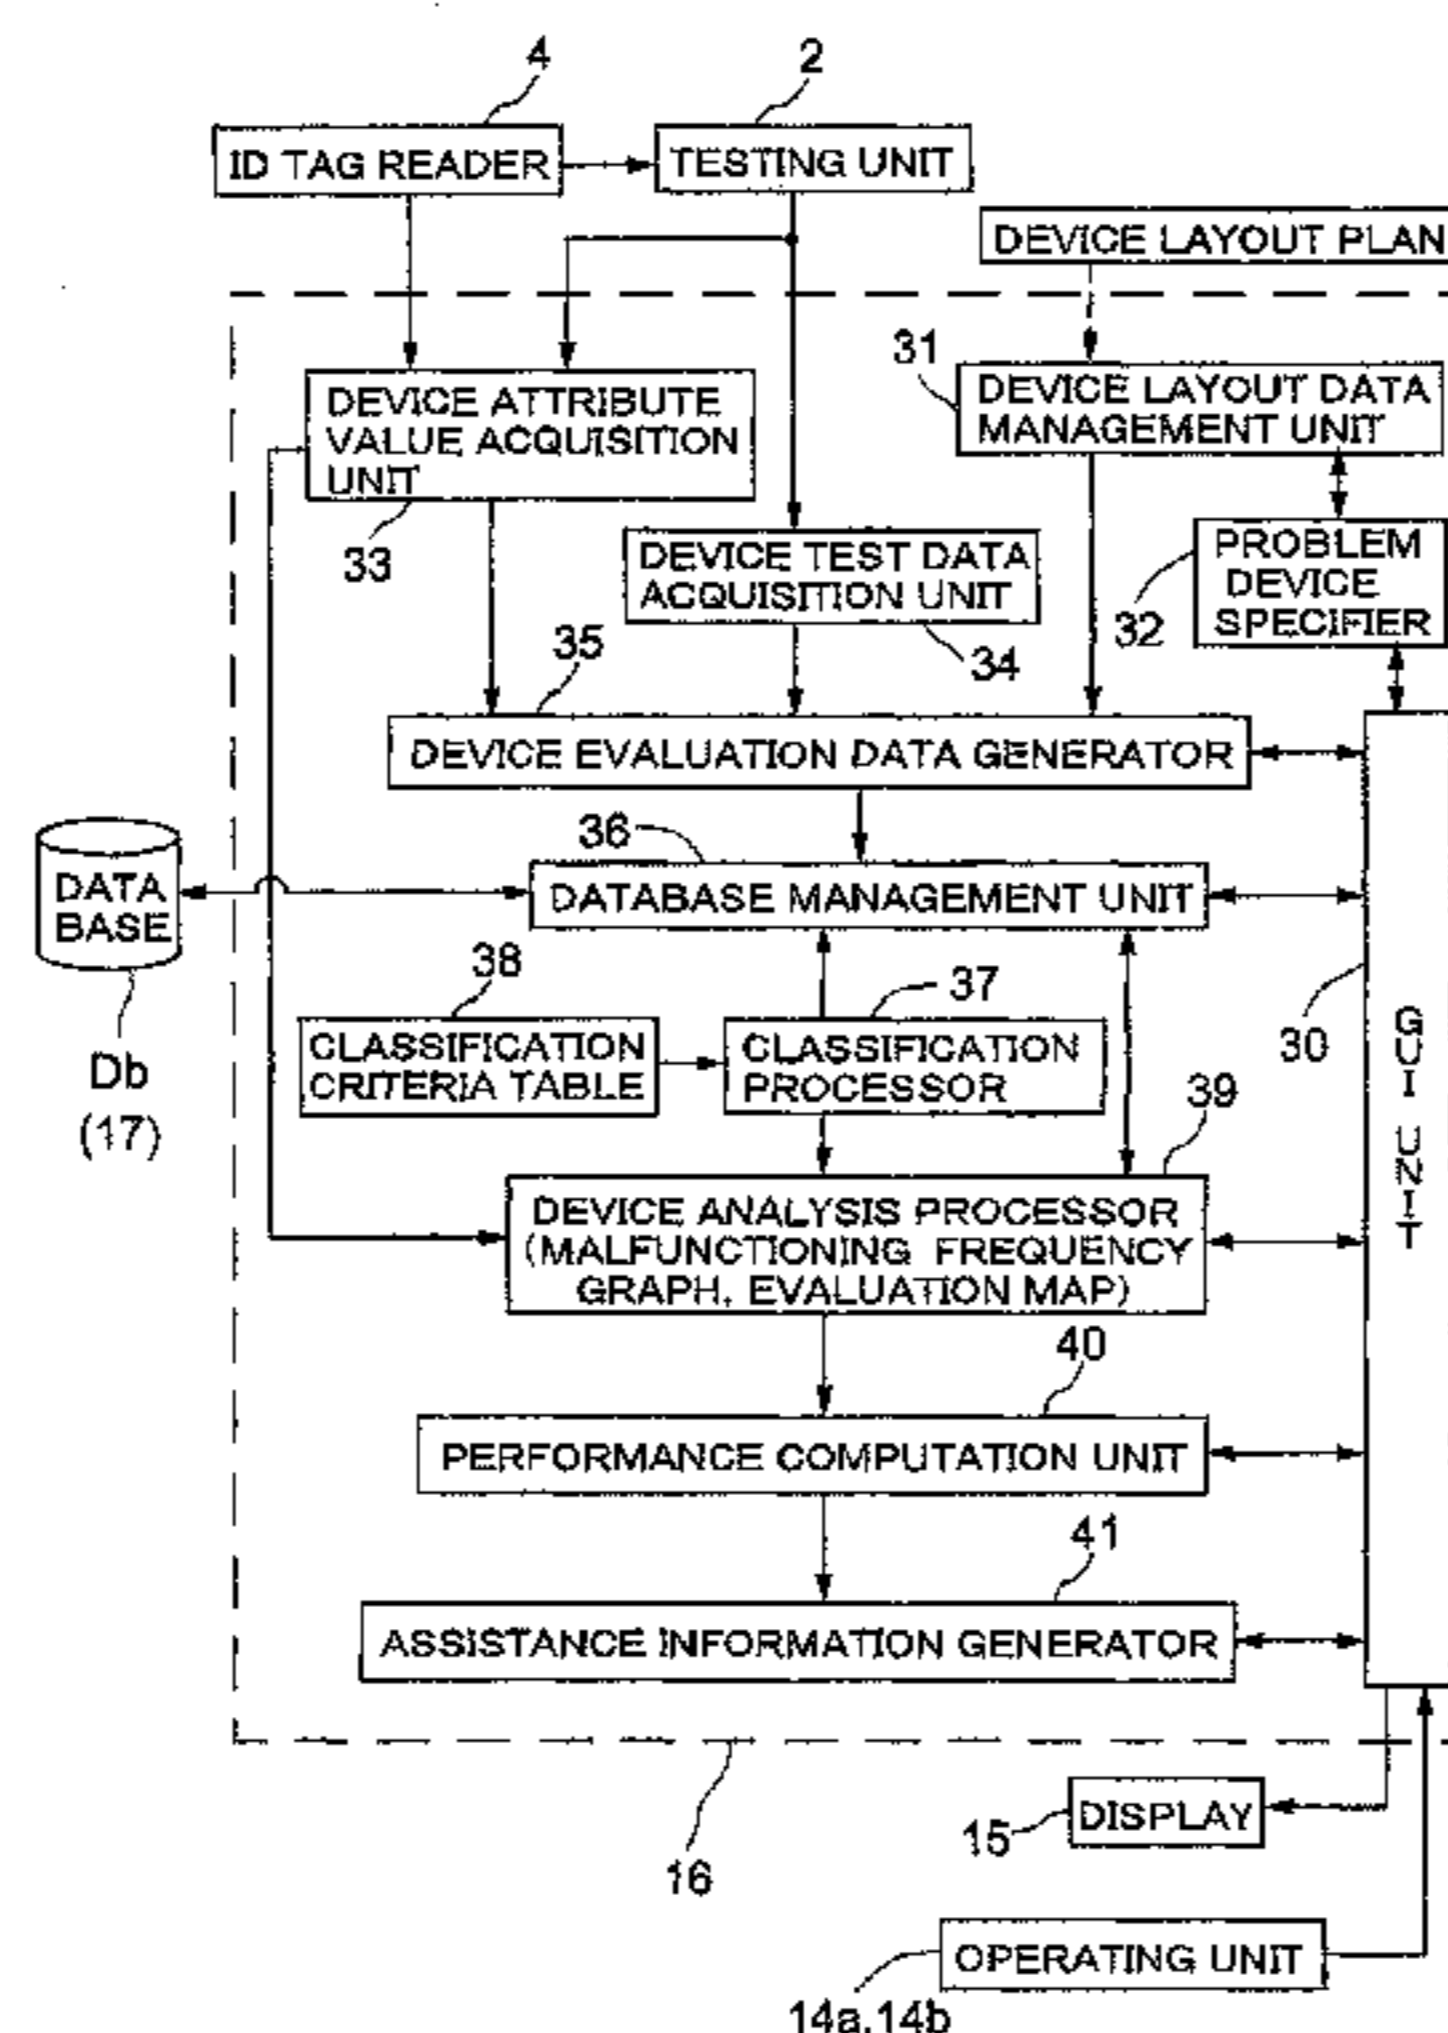 4
2
ID TAG READER
TESTING UNIT
DEVICE LAYOUT PLAN
31
DEVICE LAYOUT DATA
MANAGEMENT UNIT
DEVICE ATTRIBUTE
VALUE ACQUISITION
UNIT
33
DEVICE TEST DATA
ACQUISITION UNIT
34
PROBLEM
DEVICE
SPECIFIER
32
35
DEVICE EVALUATION DATA GENERATOR
36
DATABASE MANAGEMENT UNIT
DATA
BASE
Db
(17)
38
CLASSIFICATION
CRITERIA TABLE
37
CLASSIFICATION
PROCESSOR
30
GUI UNIT
39
DEVICE ANALYSIS PROCESSOR
(MALFUNCTIONING FREQUENCY
GRAPH, EVALUATION MAP)
40
PERFORMANCE COMPUTATION UNIT
41
ASSISTANCE INFORMATION GENERATOR
16
15
DISPLAY
OPERATING UNIT
14a,14b